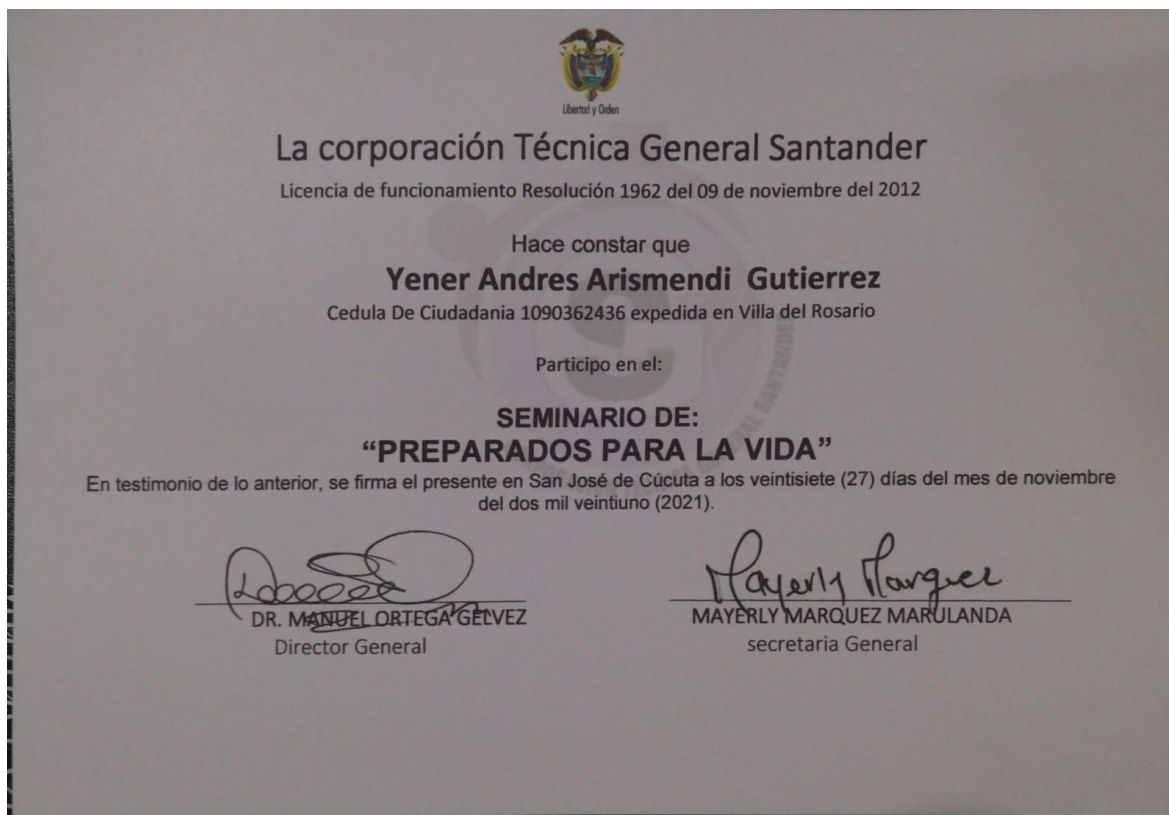 Libertad y Orden
La corporación Técnica General Santander
Licencia de funcionamiento Resolución 1962 del 09 de noviembre del 2012
Hace constar que
Yener Andres Arismendi Gutierrez
Cedula De Ciudadania 1090362436 expedida en Villa del Rosario
Participo en el:
SEMINARIO DE:
“PREPARADOS PARA LA VIDA”
En testimonio de lo anterior, se firma el presente en San José de Cúcuta a los veintisiete (27) días del mes de noviembre
del dos mil veintiuno (2021).
Mayerly Marquez
DR. MANUEL ORTEGA GELVEZ
MAYERLY MARQUEZ MARULANDA
Director General
secretaria General